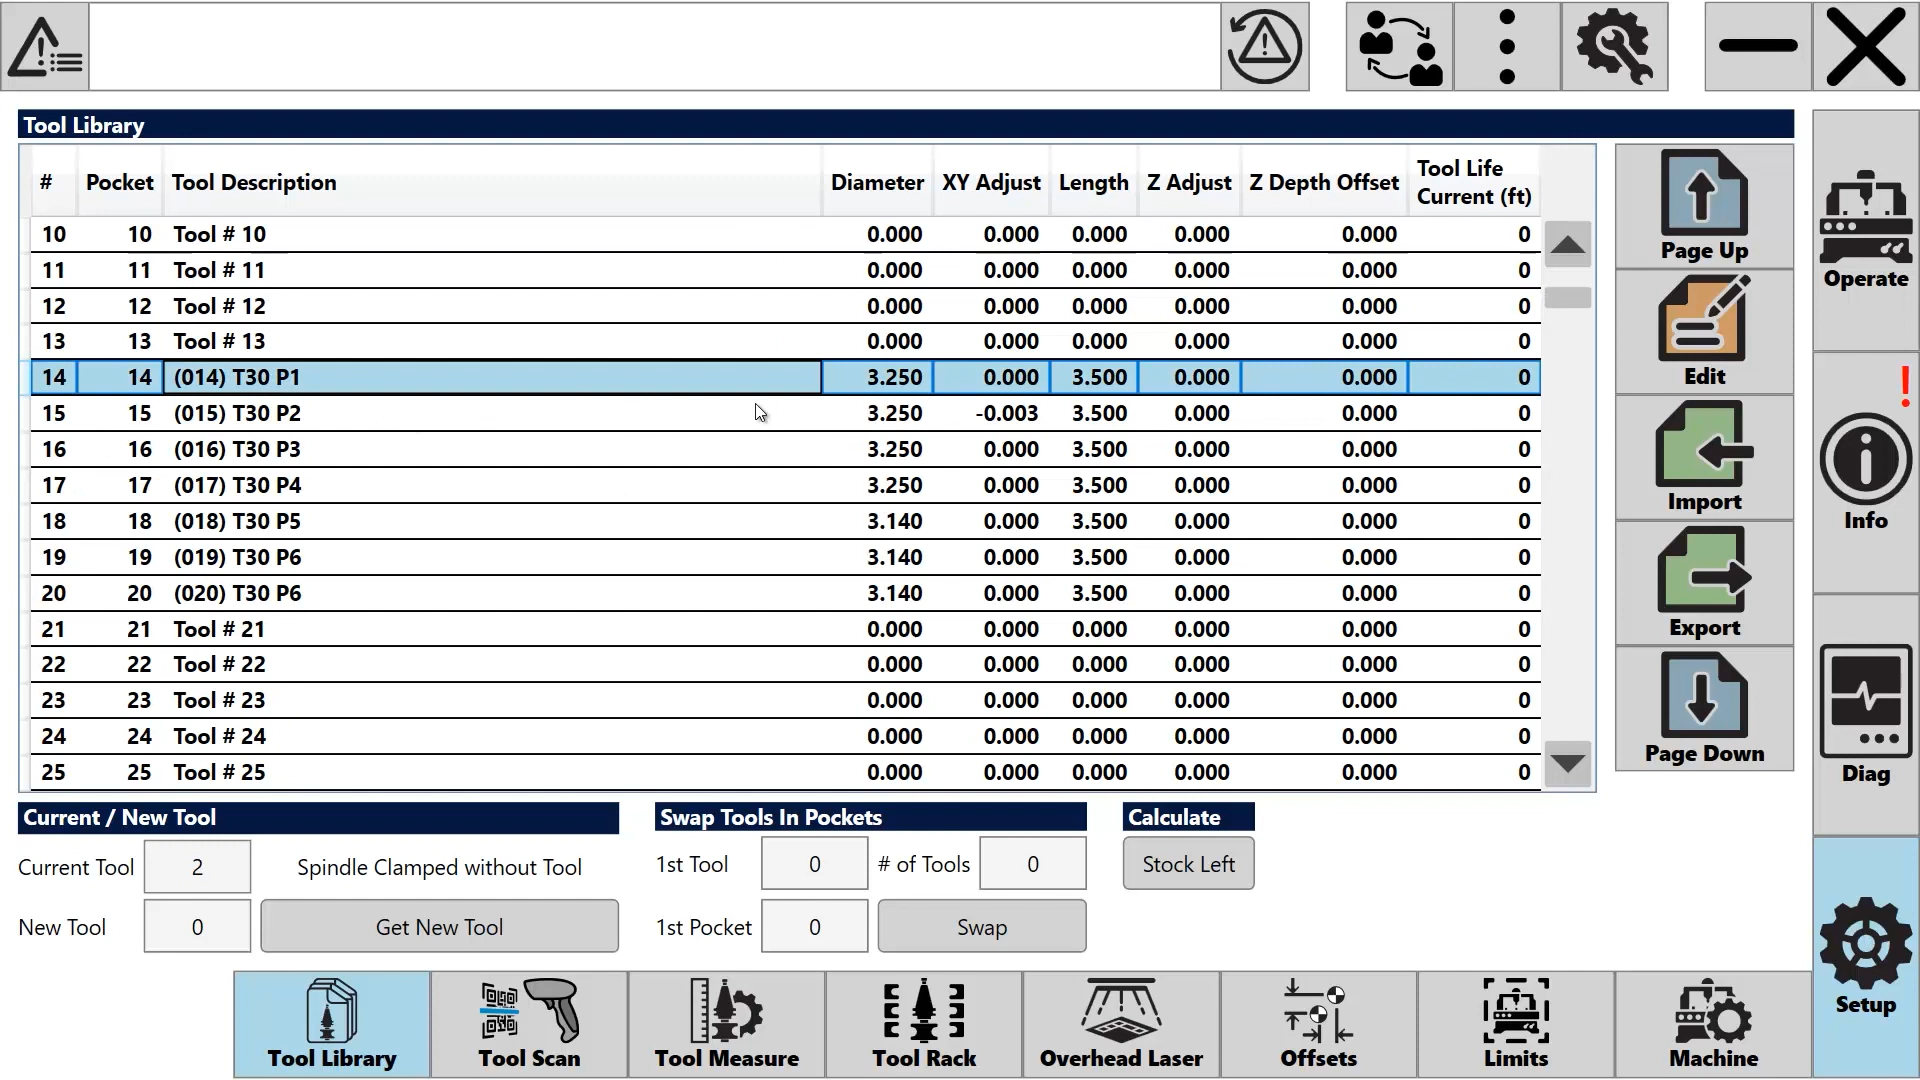 Tool Library
# Pocket Tool Description Diameter XY Adjust Length Z Adjust Z Depth Offset Tool Life Current (ft)
10 10 Tool # 10 0.000 0.000 0.000 0.000 0.000 0
11 11 Tool # 11 0.000 0.000 0.000 0.000 0.000 0
12 12 Tool # 12 0.000 0.000 0.000 0.000 0.000 0
13 13 Tool # 13 0.000 0.000 0.000 0.000 0.000 0
14 14 (014) T30 P1 3.250 0.000 3.500 0.000 0.000 0
15 15 (015) T30 P2 3.250 -0.003 3.500 0.000 0.000 0
16 16 (016) T30 P3 3.250 0.000 3.500 0.000 0.000 0
17 17 (017) T30 P4 3.250 0.000 3.500 0.000 0.000 0
18 18 (018) T30 P5 3.140 0.000 3.500 0.000 0.000 0
19 19 (019) T30 P6 3.140 0.000 3.500 0.000 0.000 0
20 20 (020) T30 P6 3.140 0.000 3.500 0.000 0.000 0
21 21 Tool # 21 0.000 0.000 0.000 0.000 0.000 0
22 22 Tool # 22 0.000 0.000 0.000 0.000 0.000 0
23 23 Tool # 23 0.000 0.000 0.000 0.000 0.000 0
24 24 Tool # 24 0.000 0.000 0.000 0.000 0.000 0
25 25 Tool # 25 0.000 0.000 0.000 0.000 0.000 0
Page Up
Edit
Import
Export
Page Down
Operate
!
Info
Diag
Setup
Current / New Tool
Current Tool 2 Spindle Clamped without Tool
New Tool 0 Get New Tool
Swap Tools In Pockets
1st Tool 0 # of Tools 0
1st Pocket 0 Swap
Calculate
Stock Left
Tool Library
Tool Scan
Tool Measure
Tool Rack
Overhead Laser
Offsets
Limits
Machine